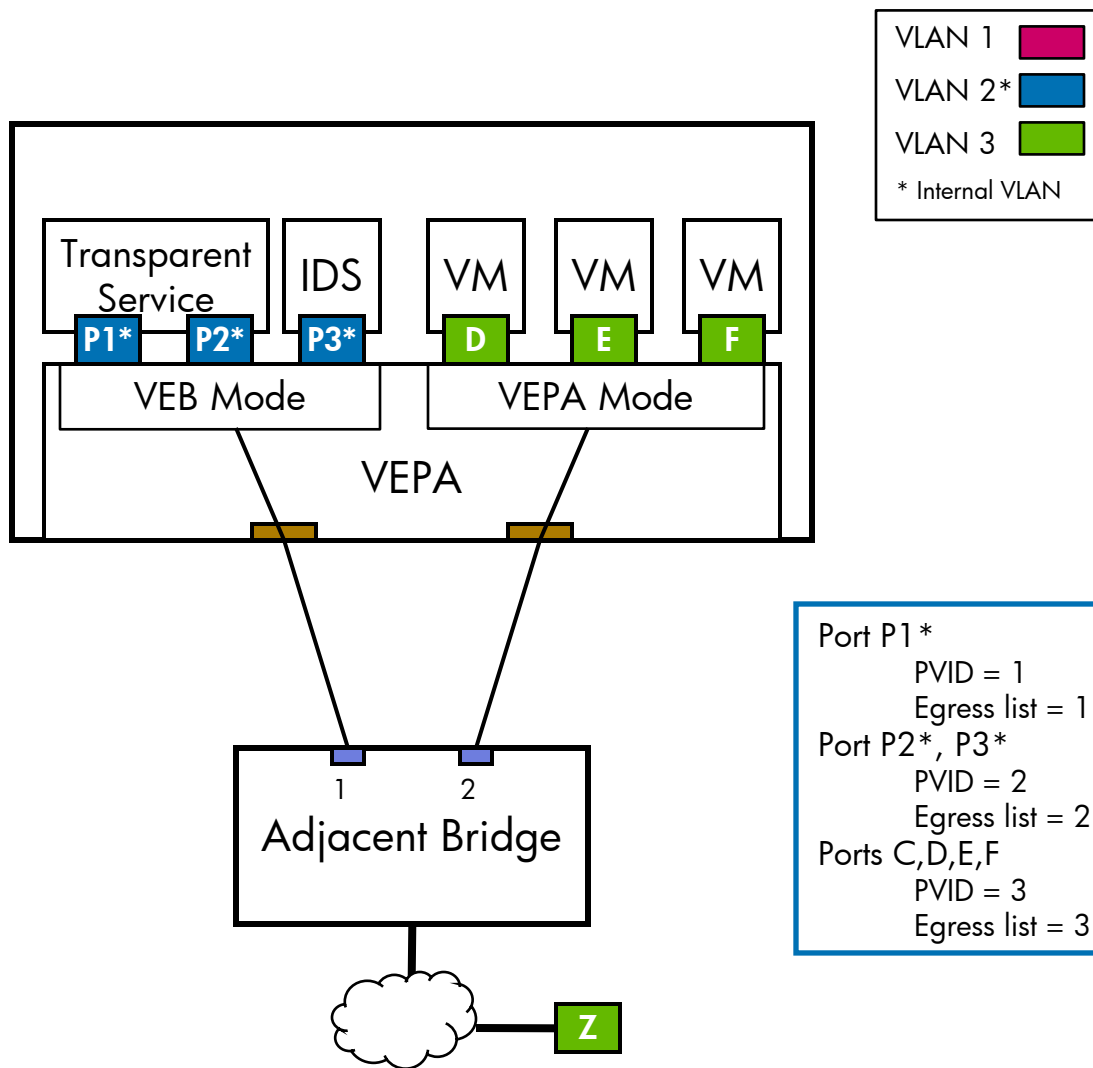 VLAN 1
VLAN 2*
VLAN 3
* Internal VLAN
Transparent
Service
IDS
VM
VM
VM
P1*
P2*
P3*
D
E
F
VEB Mode
VEPA Mode
VEPA
1
2
Adjacent Bridge
Z
Port P1*
PVID = 1
Egress list = 1
Port P2*, P3*
PVID = 2
Egress list = 2
Ports C,D,E,F
PVID = 3
Egress list = 3